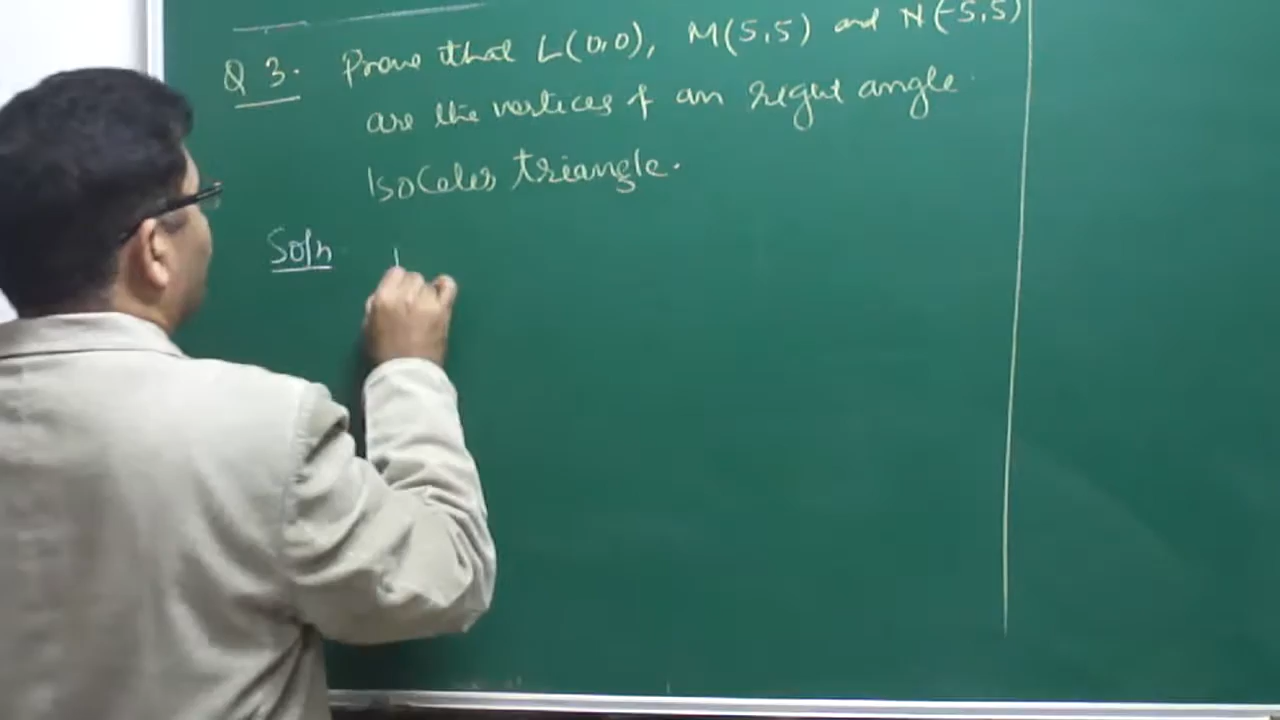 Q 3. Prove that L(0,0), M(5,5) and N(-5,5)
are the vertices of an right angle
Isoceles triangle.
Soln